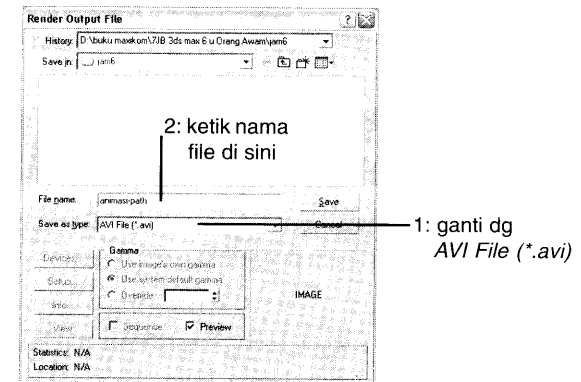 Render Output File
History: D:\buku maxikom\7JB 3ds max 6 u Orang Awam\jam6
Save in: jam6
2: ketik nama
file di sini
File name: animasi-path Save
Save as type: AVI File (*.avi) Cancel
1: ganti dg
AVI File (*.avi)
Devices... Gamma
Use image's own gamma
Setup... Use system default gamma
Override IMAGE
Info...
View Sequence Preview
Statistics: N/A
Location: N/A